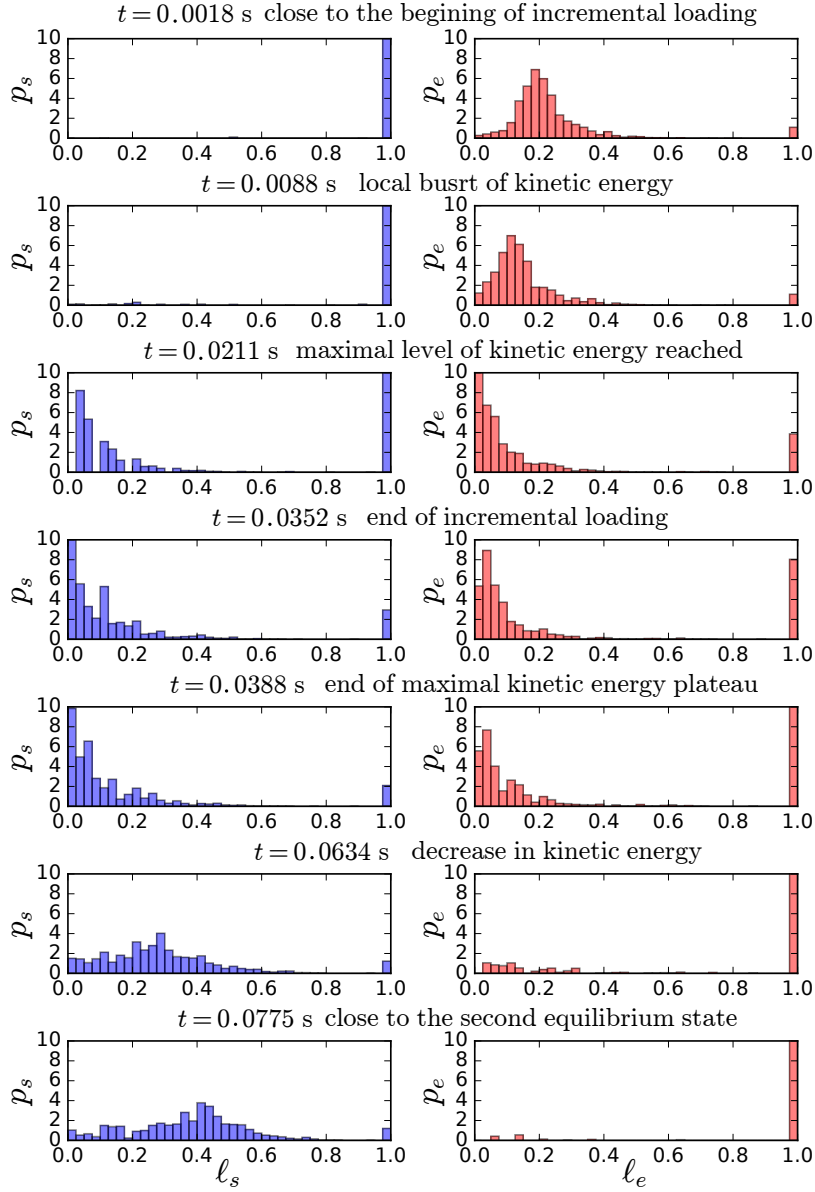 t=0.0018 s close to the begining of incremental loading
10 8 6 4 2 0
p_s
0.0 0.2 0.4 0.6 0.8 1.0
10 8 6 4 2 0
p_e
0.0 0.2 0.4 0.6 0.8 1.0
t=0.0088 s local busrt of kinetic energy
10 8 6 4 2 0
p_s
0.0 0.2 0.4 0.6 0.8 1.0
10 8 6 4 2 0
p_e
0.0 0.2 0.4 0.6 0.8 1.0
t=0.0211 s maximal level of kinetic energy reached
10 8 6 4 2 0
p_s
0.0 0.2 0.4 0.6 0.8 1.0
10 8 6 4 2 0
p_e
0.0 0.2 0.4 0.6 0.8 1.0
t=0.0352 s end of incremental loading
10 8 6 4 2 0
p_s
0.0 0.2 0.4 0.6 0.8 1.0
10 8 6 4 2 0
p_e
0.0 0.2 0.4 0.6 0.8 1.0
t=0.0388 s end of maximal kinetic energy plateau
10 8 6 4 2 0
p_s
0.0 0.2 0.4 0.6 0.8 1.0
10 8 6 4 2 0
p_e
0.0 0.2 0.4 0.6 0.8 1.0
t=0.0634 s decrease in kinetic energy
10 8 6 4 2 0
p_s
0.0 0.2 0.4 0.6 0.8 1.0
10 8 6 4 2 0
p_e
0.0 0.2 0.4 0.6 0.8 1.0
t=0.0775 s close to the second equilibrium state
10 8 6 4 2 0
p_s
0.0 0.2 0.4 0.6 0.8 1.0
ℓ_s
10 8 6 4 2 0
p_e
0.0 0.2 0.4 0.6 0.8 1.0
ℓ_e